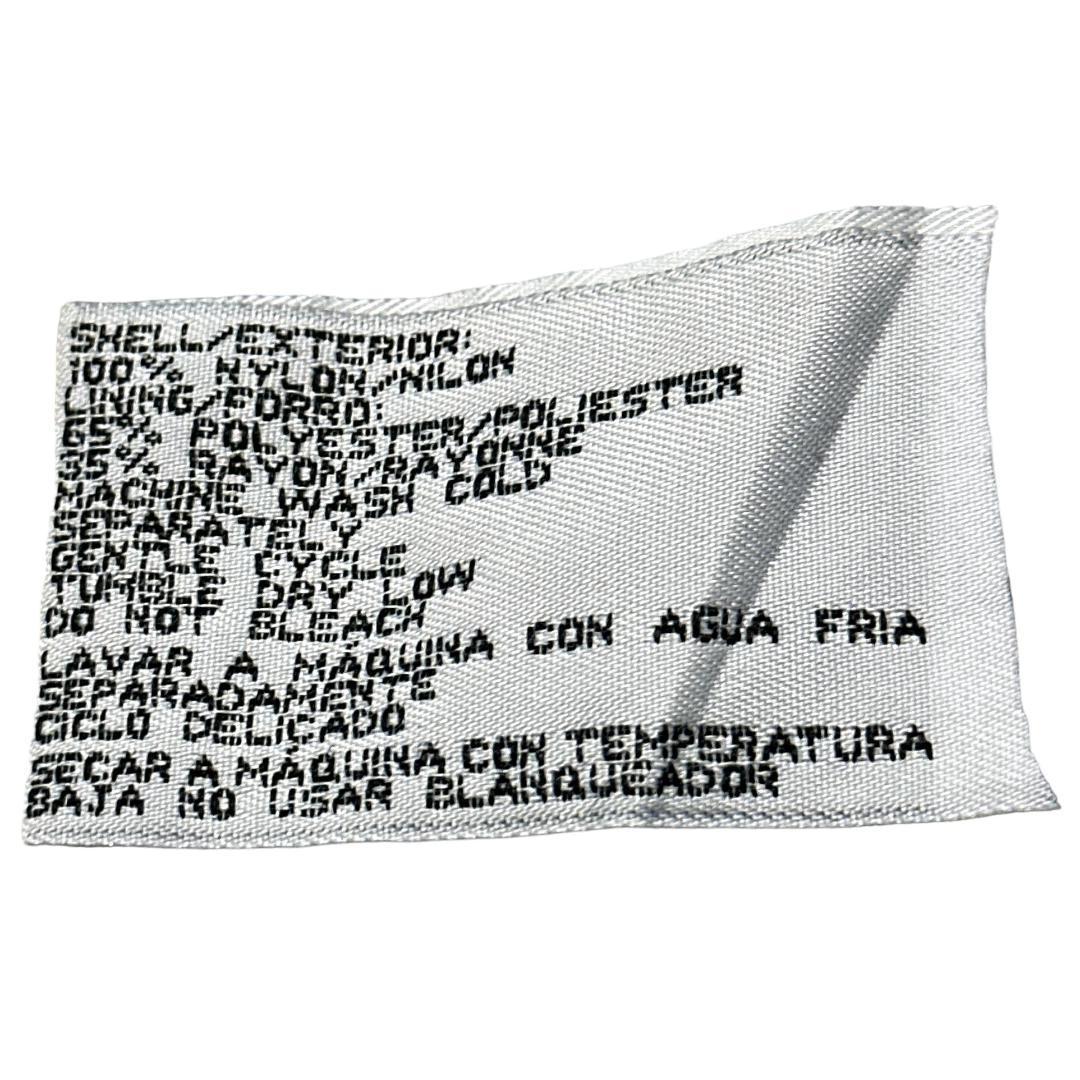 SHELL/EXTERIOR:
100% NYLON/NILON
LINING/FORRO:
65% POLYESTER/POLIESTER
35% RAYON/RAYONNE
MACHINE WASH COLD
SEPARATELY
GENTLE CYCLE
TUMBLE DRY LOW
DO NOT BLEACH
LAVAR A MÁQUINA CON AGUA FRIA
SEPARADAMENTE
CICLO DELICADO
SECAR A MÁQUINA CON TEMPERATURA
BAJA NO USAR BLANQUEADOR